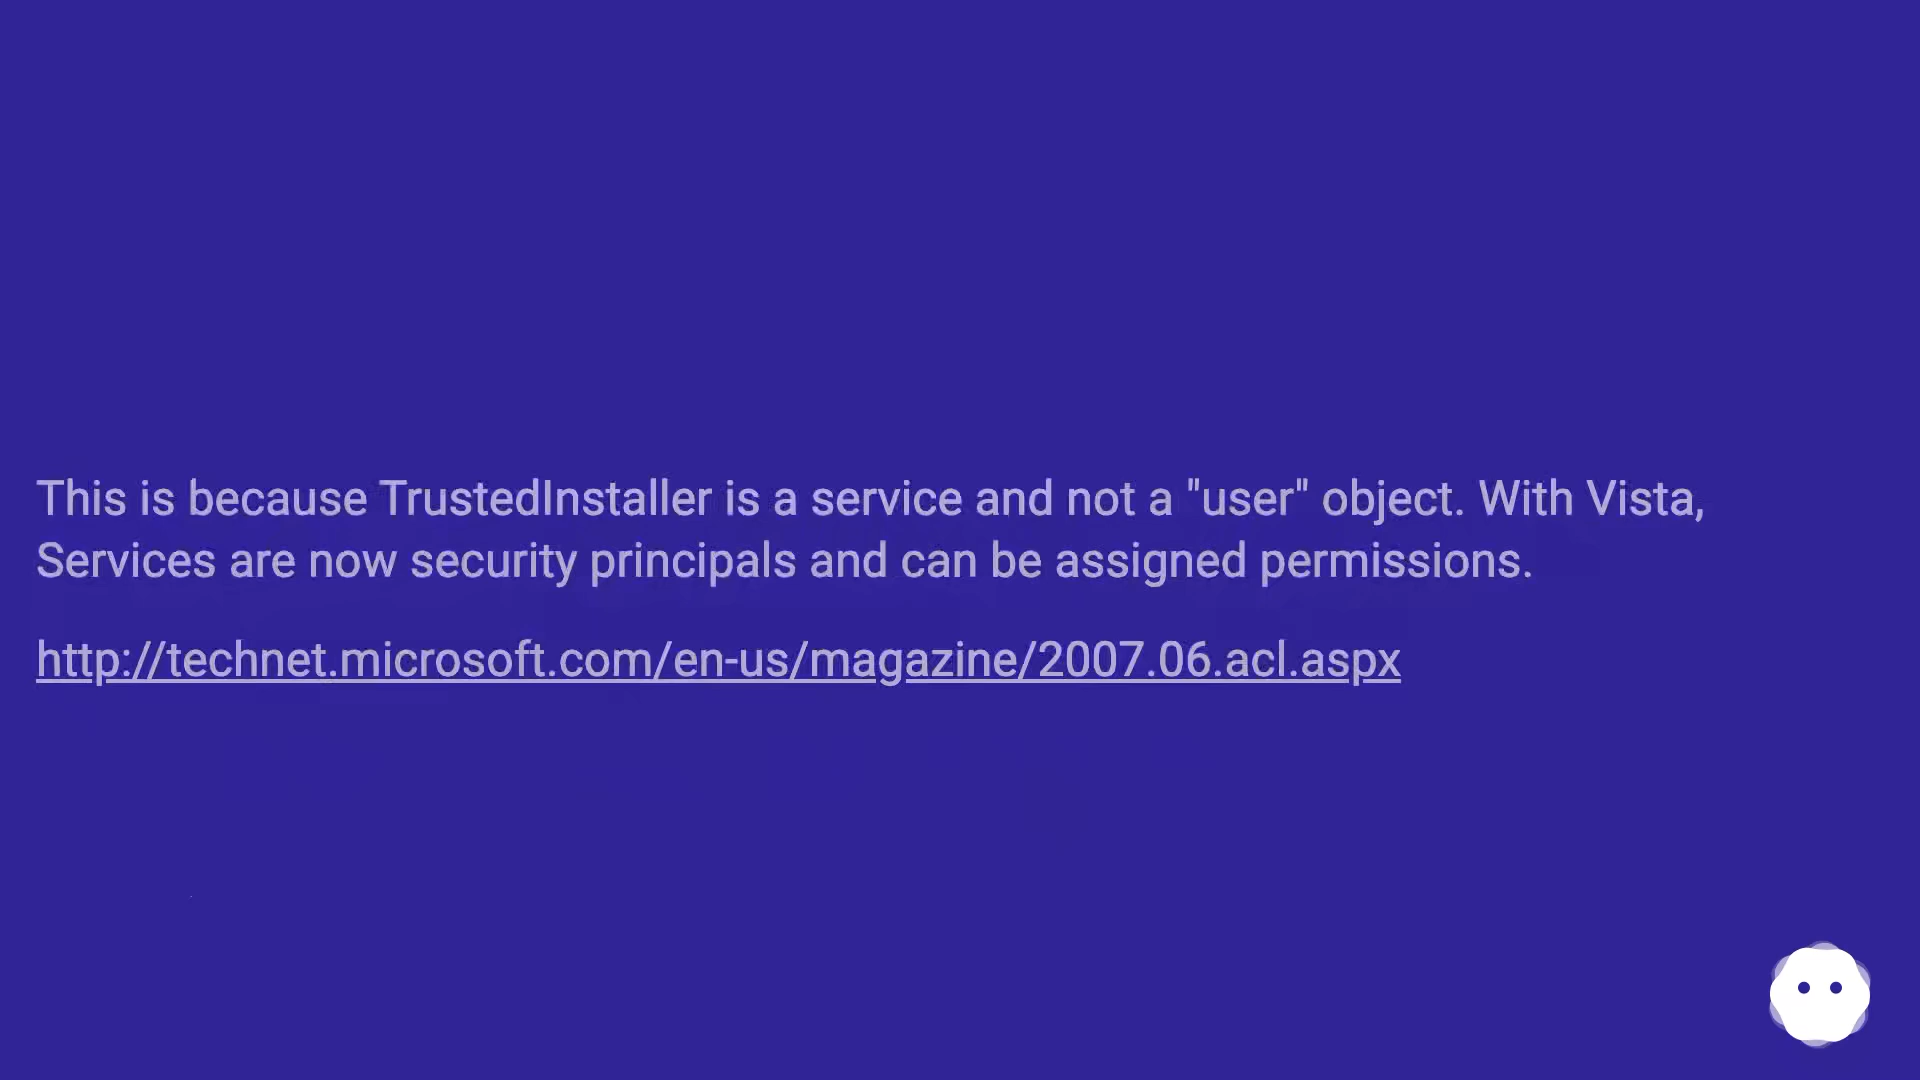 This is because TrustedInstaller is a service and not a "user" object. With Vista,
Services are now security principals and can be assigned permissions.
http://technet.microsoft.com/en-us/magazine/2007.06.acl.aspx